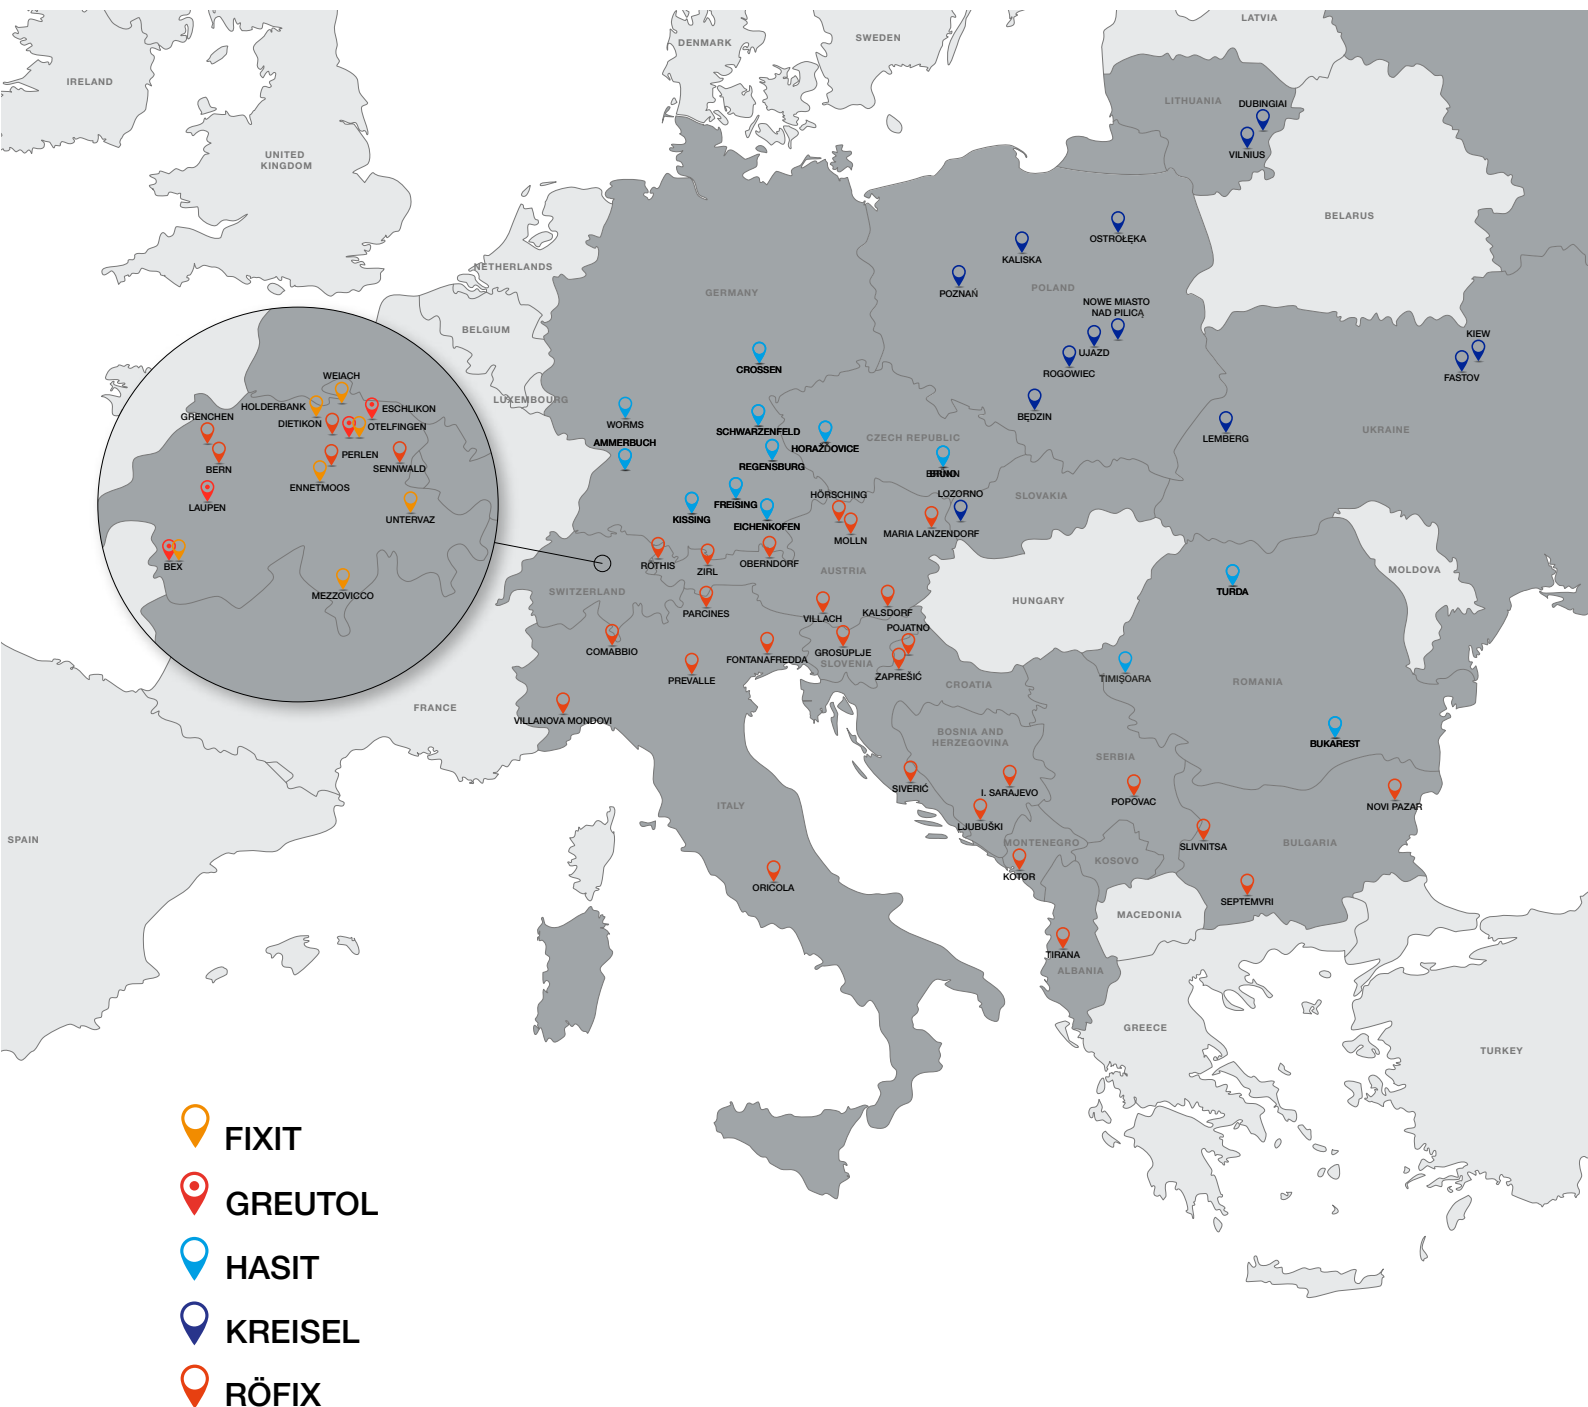 LATVIA
SWEDEN
DENMARK
IRELAND
LITHUANIA
DUBINGIAI
VILNIUS
UNITED
KINGDOM
BELARUS
OSTROŁĘKA
KALISKA
NETHERLANDS
POZNAŃ
POLAND
GERMANY
NOWE MIASTO
NAD PILICĄ
BELGIUM
KIEW
UJAZD
ROGOWIEC
FASTOV
CROSSEN
WEIACH
LUXEMBOURG
HOLDERBANK
ESCHLIKON
GRENCHEN
DIETIKON
OTELFINGEN
WORMS
BĘDZIN
SCHWARZENFELD
LEMBERG
UKRAINE
AMMERBUCH
CZECH REPUBLIC
HORAŽĎOVICE
PERLEN
BERN
SENNWALD
REGENSBURG
BRNO
ENNETMOOS
HÖRSCHING
LOZORNO
SLOVAKIA
LAUPEN
FREISING
UNTERVAZ
KISSING
EICHENKOFEN
MOLLN
MARIA LANZENDORF
BEX
RÖTHIS
ZIRL
OBERNDORF
AUSTRIA
MOLDOVA
SWITZERLAND
TURDA
MEZZOVICCO
HUNGARY
PARCINES
VILLACH
KALSDORF
POJATNO
COMABBIO
FONTANAFREDDA
GROSUPLJE
SLOVENIA
ZAPREŠIĆ
PREVALLE
TIMIŞOARA
ROMANIA
CROATIA
FRANCE
VILLANOVA MONDOVI
BOSNIA AND
HERZEGOVINA
BUKAREST
SERBIA
SIVERIĆ
I. SARAJEVO
POPOVAC
NOVI PAZAR
ITALY
LJUBUŠKI
SPAIN
MONTENEGRO
SLIVNITSA
BULGARIA
KOSOVO
KOTOR
ORICOLA
SEPTEMVRI
MACEDONIA
TIRANA
ALBANIA
GREECE
TURKEY
FIXIT
GREUTOL
HASIT
KREISEL
RÖFIX